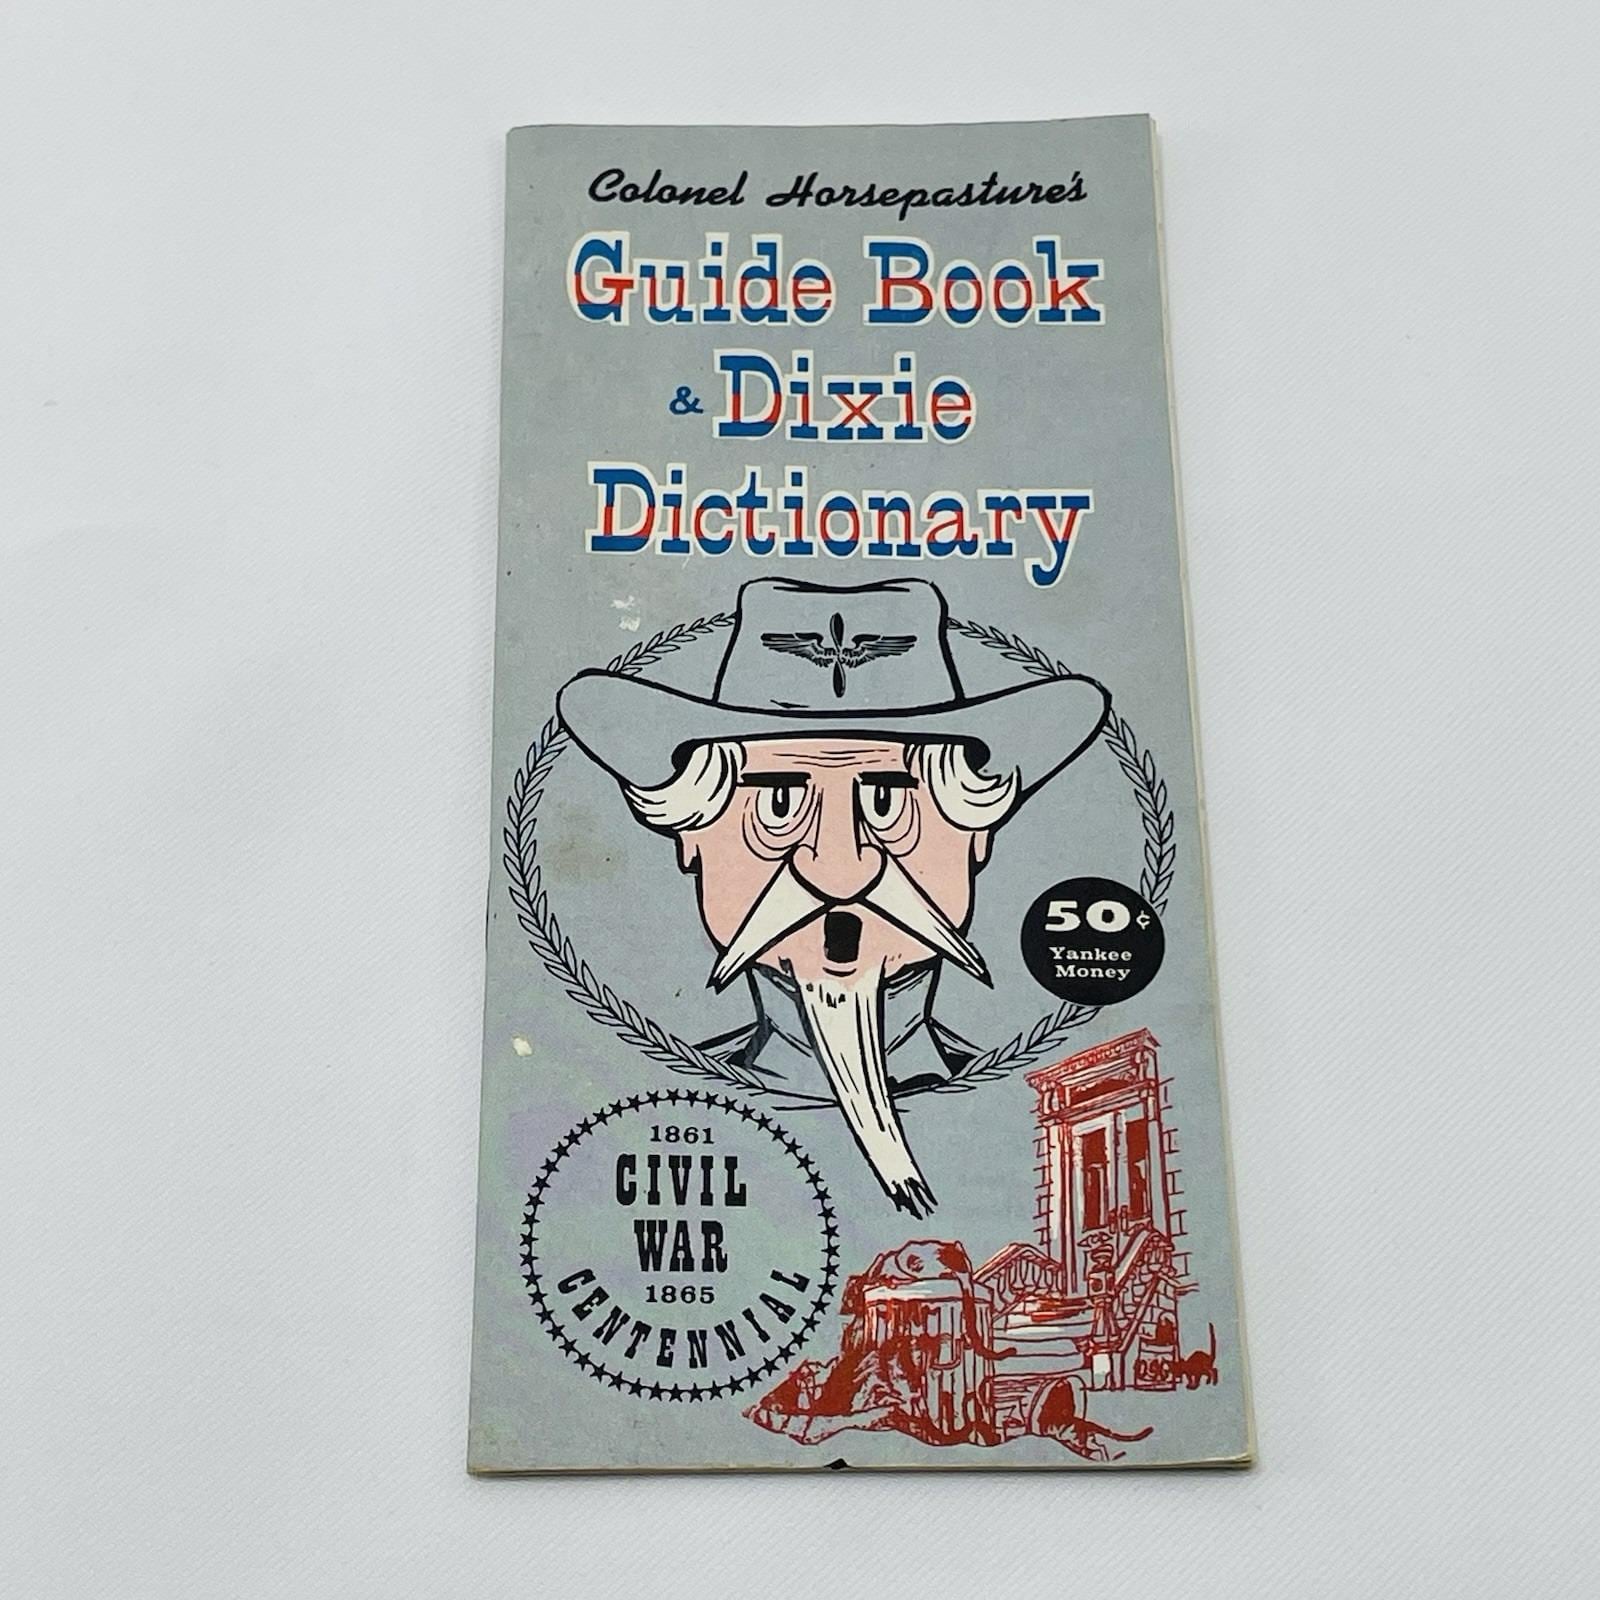 Colonel Horsepasture's
Guide Book
& Dixie
Dictionary
50¢
Yankee
Money
1861
CIVIL
WAR
1865
CENTENNIAL